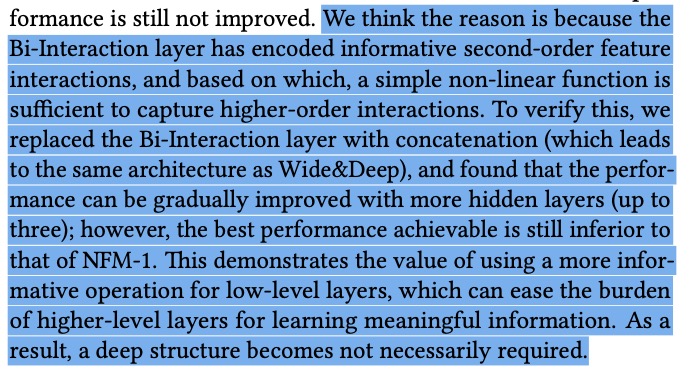 formance is still not improved. We think the reason is because the
Bi-Interaction layer has encoded informative second-order feature
interactions, and based on which, a simple non-linear function is
sufficient to capture higher-order interactions. To verify this, we
replaced the Bi-Interaction layer with concatenation (which leads
to the same architecture as Wide&Deep), and found that the perfor-
mance can be gradually improved with more hidden layers (up to
three); however, the best performance achievable is still inferior to
that of NFM-1. This demonstrates the value of using a more infor-
mative operation for low-level layers, which can ease the burden
of higher-level layers for learning meaningful information. As a
result, a deep structure becomes not necessarily required.